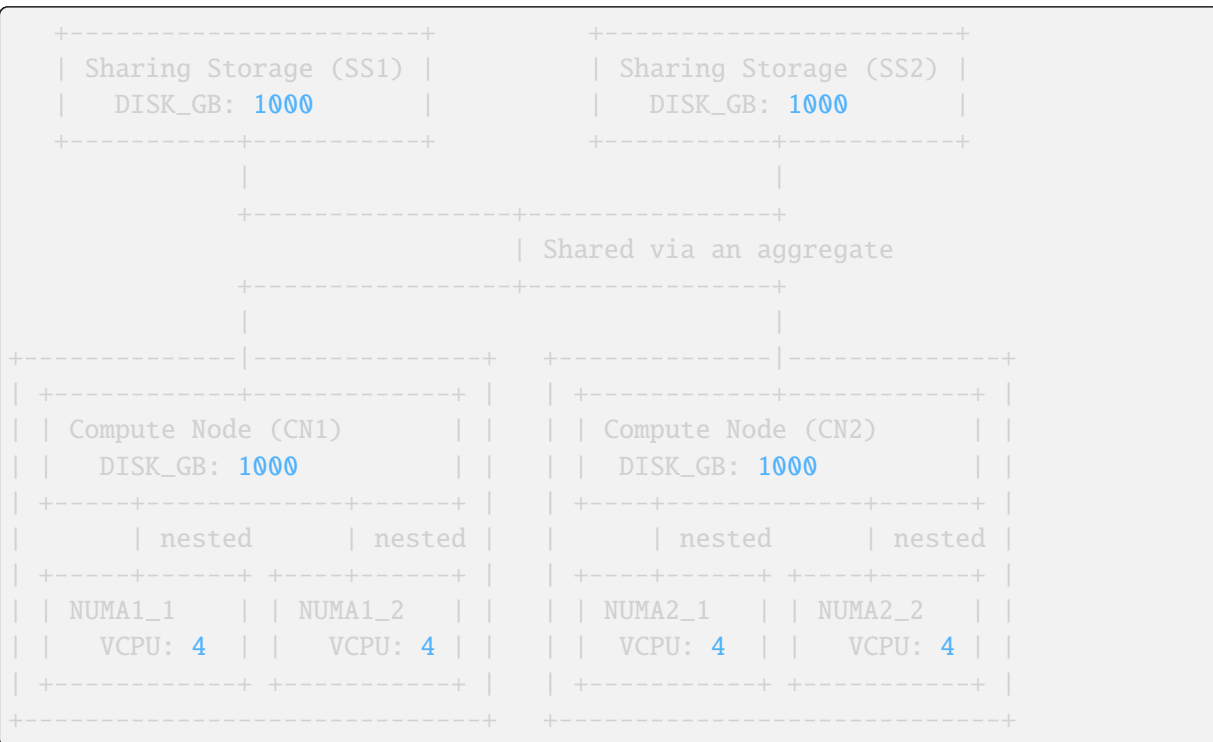 +-----------------------+          +-----------------------+
| Sharing Storage (SS1) |          | Sharing Storage (SS2) |
|   DISK_GB: 1000       |          |   DISK_GB: 1000       |
+-----------+-----------+          +-----------+-----------+
            |                                  |
            +-----------------+----------------+
                              | Shared via an aggregate
            +-----------------+----------------+
            |                                  |
+--------------|---------------+   +--------------|--------------+
| +------------+-------------+ |   | +------------+------------+ |
| | Compute Node (CN1)       | |   | | Compute Node (CN2)      | |
| |   DISK_GB: 1000          | |   | |  DISK_GB: 1000          | |
| +-----+-------------+------+ |   | +----+-------------+------+ |
|       | nested      | nested |   |      | nested      | nested |
| +-----+------+ +----+------+ |   | +----+------+ +----+------+ |
| | NUMA1_1    | | NUMA1_2   | |   | | NUMA2_1   | | NUMA2_2   | |
| |   VCPU: 4  | |   VCPU: 4 | |   | |  VCPU: 4  | |   VCPU: 4 | |
| +------------+ +-----------+ |   | +-----------+ +-----------+ |
+------------------------------+   +-----------------------------+